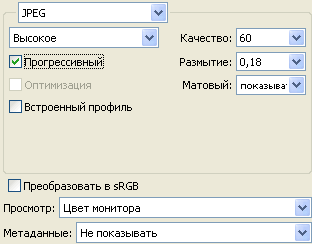 JPEG
Высокое Качество: 60
Прогрессивный Размытие: 0,18
Оптимизация Матовый: показыват
Встроенный профиль
Преобразовать в sRGB
Просмотр: Цвет монитора
Метаданные: Не показывать